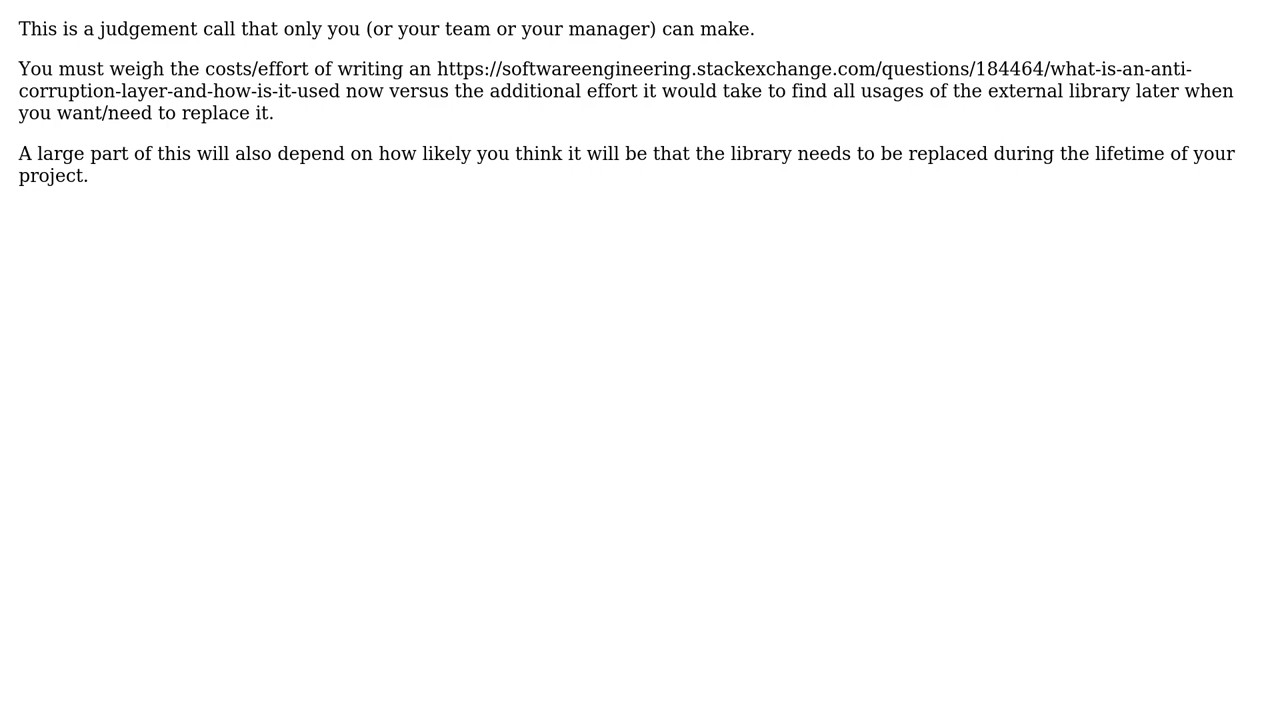 This is a judgement call that only you (or your team or your manager) can make.
You must weigh the costs/effort of writing an https://softwareengineering.stackexchange.com/questions/184464/what-is-an-anti-
corruption-layer-and-how-is-it-used now versus the additional effort it would take to find all usages of the external library later when
you want/need to replace it.
A large part of this will also depend on how likely you think it will be that the library needs to be replaced during the lifetime of your
project.